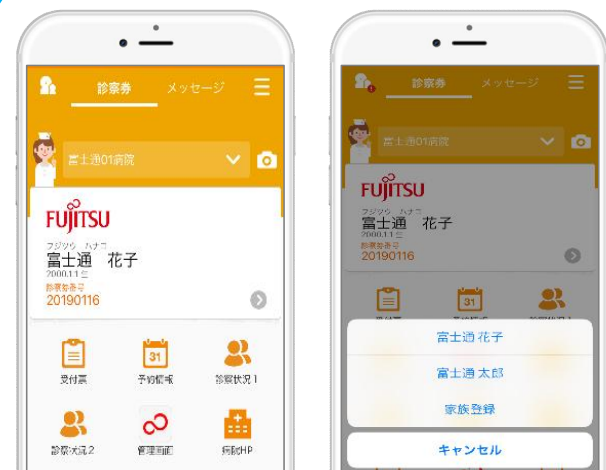 診察券 メッセージ
富士通01病院
FUJITSU
フジツウ ハナコ
富士通 花子
2000.1.1生
診察券番号
20190116
受付票 31 予約情報 診察状況1
診察状況2 管理画面 病院HP
診察券 メッセージ
富士通01病院
FUJITSU
フジツウ ハナコ
富士通 花子
2000.1.1生
診察券番号
20190116
31
富士通 花子
富士通 太郎
家族登録
キャンセル